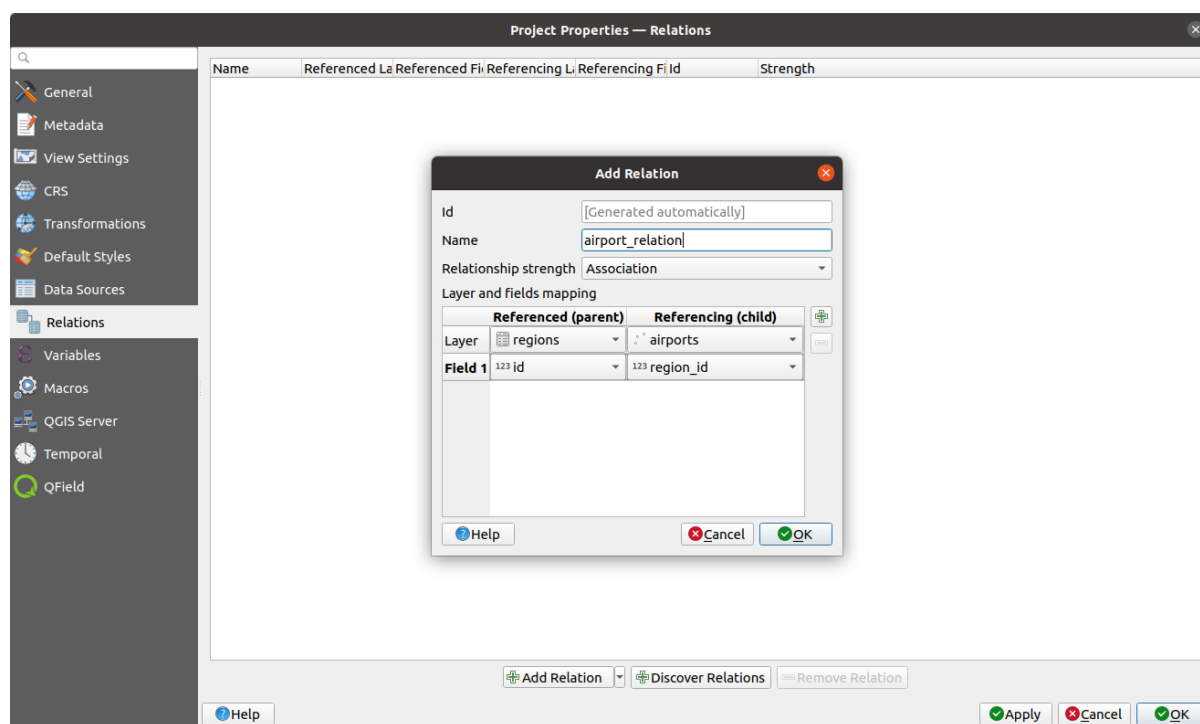 Project Properties — Relations
Name Referenced La Referenced Fi Referencing L Referencing Fi Id Strength
General
Metadata
View Settings
CRS
Transformations
Default Styles
Data Sources
Relations
Variables
Macros
QGIS Server
Temporal
QField
Add Relation
Id [Generated automatically]
Name airport_relation
Relationship strength Association
Layer and fields mapping
Referenced (parent) Referencing (child)
Layer regions airports
Field 1 123 id 123 region_id
Help Cancel OK
Add Relation Discover Relations Remove Relation
Help Apply Cancel OK